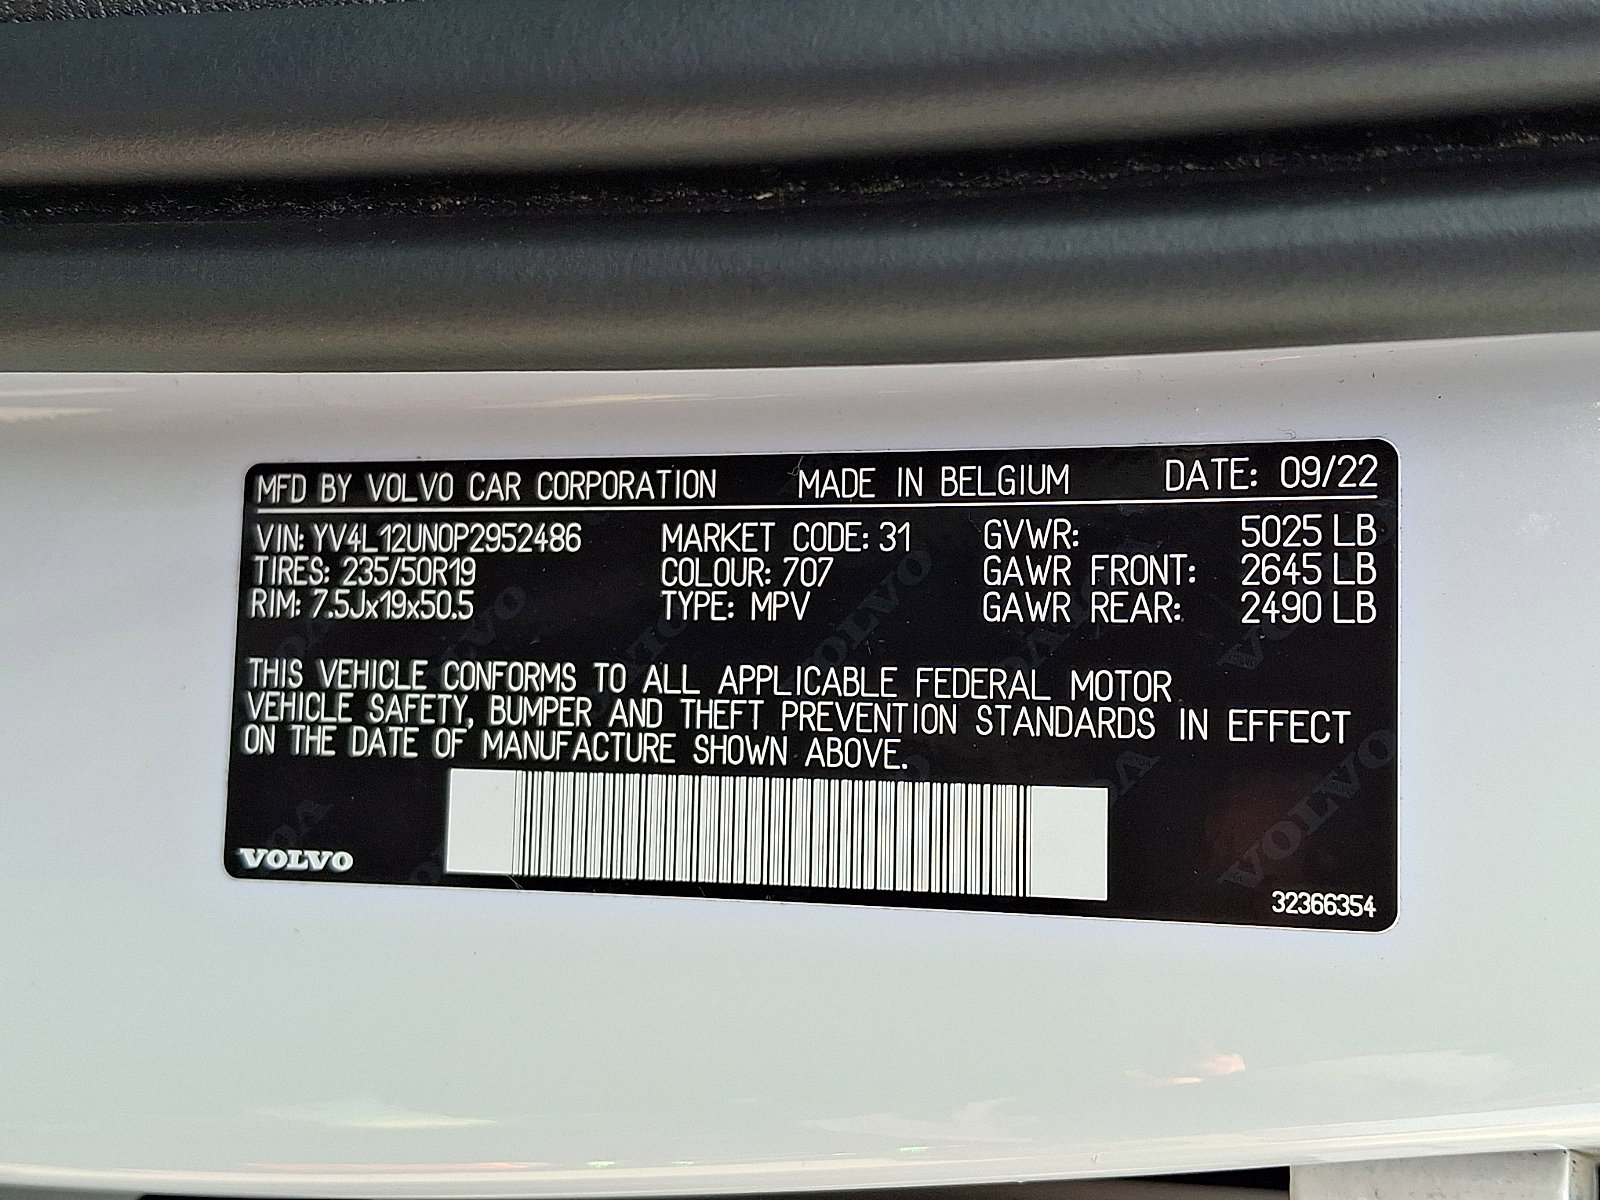 MFD BY VOLVO CAR CORPORATION MADE IN BELGIUM DATE: 09/22
VIN: YV4L12UN0P2952486 MARKET CODE: 31 GVWR: 5025 LB
TIRES: 235/50R19 COLOUR: 707 GAWR FRONT: 2645 LB
RIM: 7.5Jx19x50.5 TYPE: MPV GAWR REAR: 2490 LB
THIS VEHICLE CONFORMS TO ALL APPLICABLE FEDERAL MOTOR
VEHICLE SAFETY, BUMPER AND THEFT PREVENTION STANDARDS IN EFFECT
ON THE DATE OF MANUFACTURE SHOWN ABOVE.
VOLVO
32366354